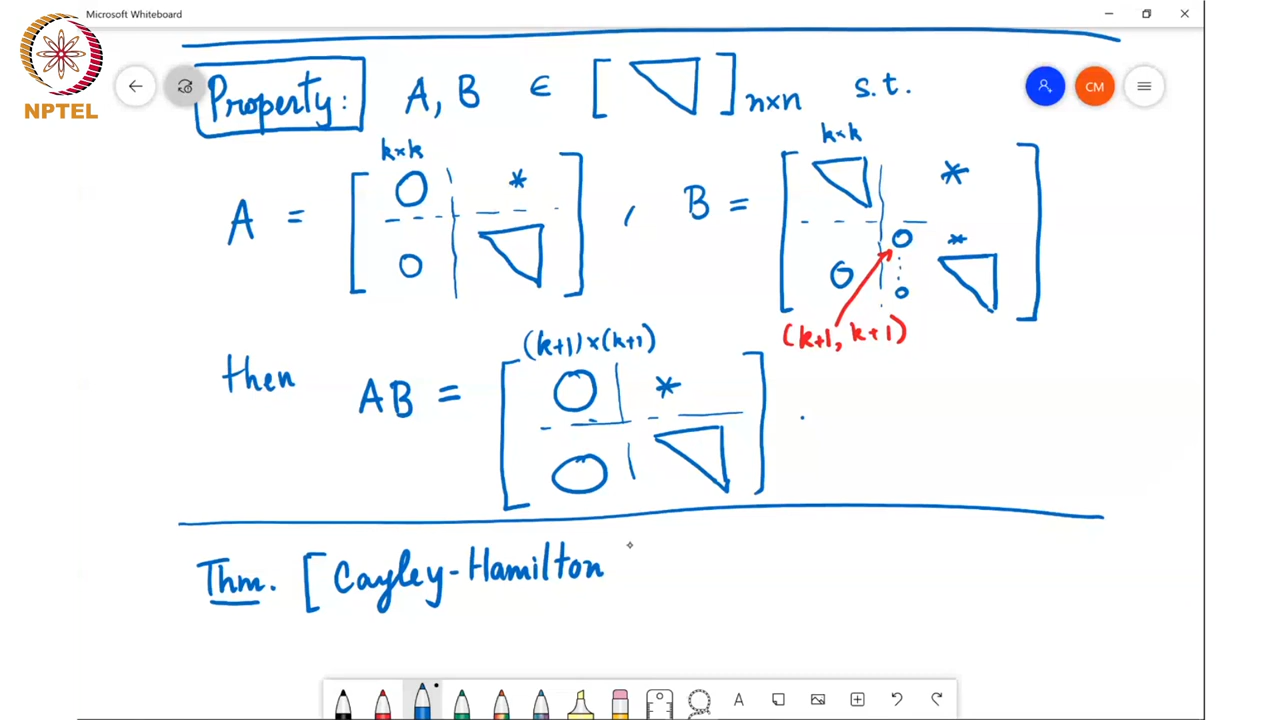 Microsoft Whiteboard
NPTEL
CM
Property: A, B ∈ [ ▽ ] n×n s.t.
k×k
k×k
A = [ 0 * 0 ▽ ] , B = [ ▽ * 0 0 * ⋮ 0 ▽ ]
(k+1, k+1)
(k+1)×(k+1)
then AB = [ 0 * 0 ▽ ] .
Thm. [ Cayley-Hamilton
A